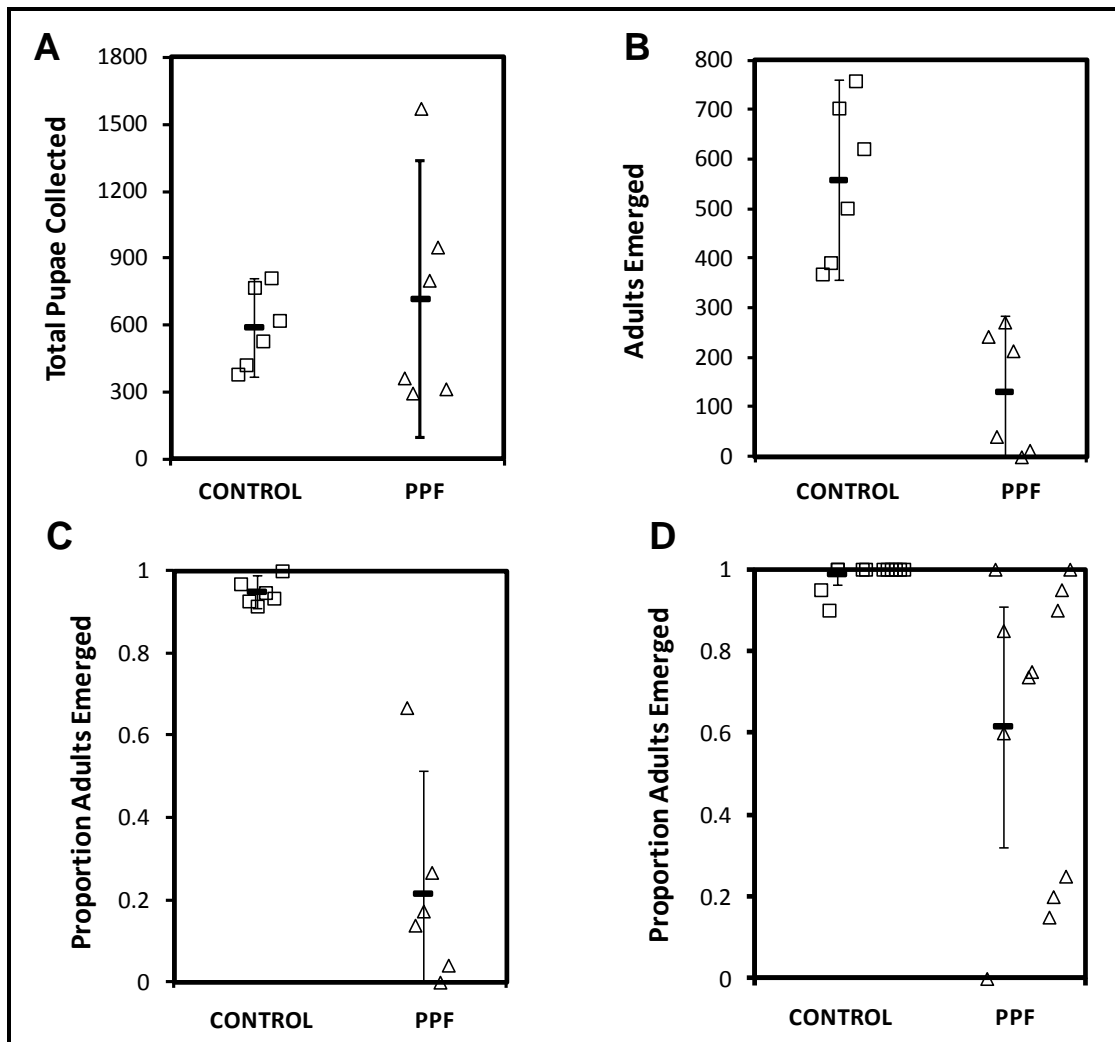 A
Total Pupae Collected
1800
1500
1200
900
600
300
0
CONTROL PPF
B
Adults Emerged
800
700
600
500
400
300
200
100
0
CONTROL PPF
C
Proportion Adults Emerged
1
0.8
0.6
0.4
0.2
0
CONTROL PPF
D
Proportion Adults Emerged
1
0.8
0.6
0.4
0.2
0
CONTROL PPF